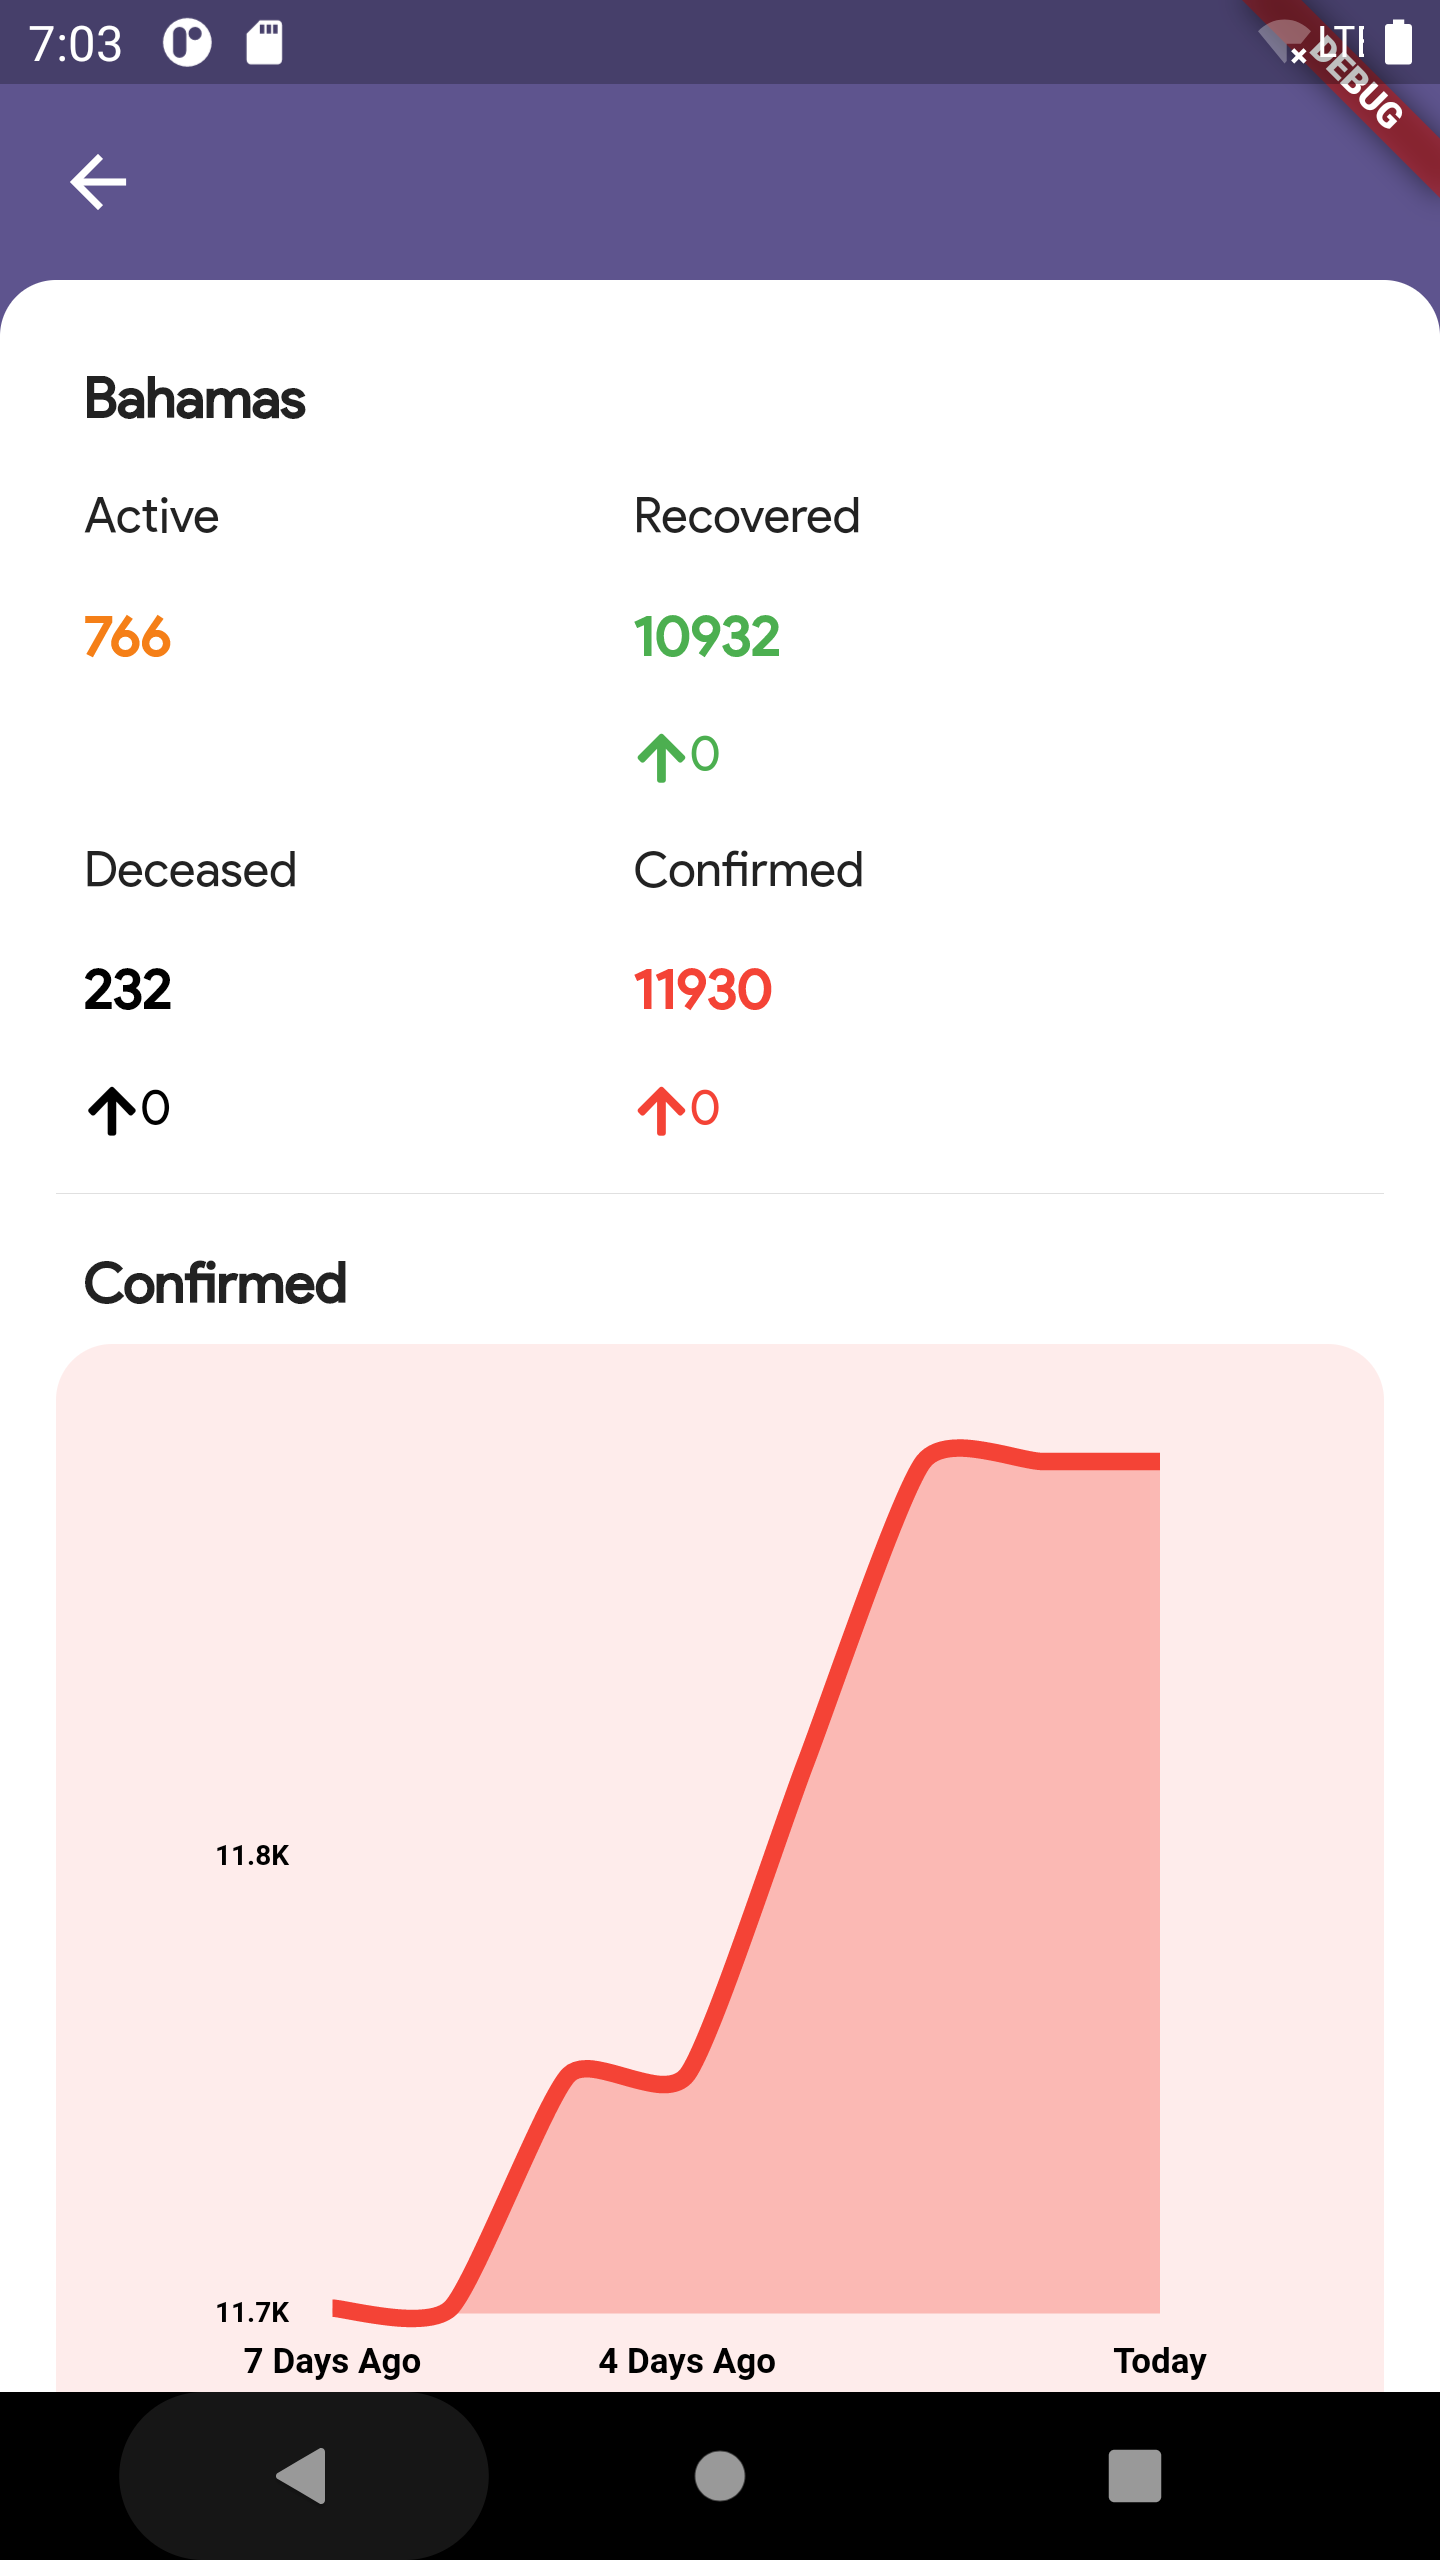 7:03 LTE
DEBUG
Bahamas
Active Recovered
766 10932
0
Deceased Confirmed
232 11930
0 0
Confirmed
11.8K
11.7K
7 Days Ago 4 Days Ago Today